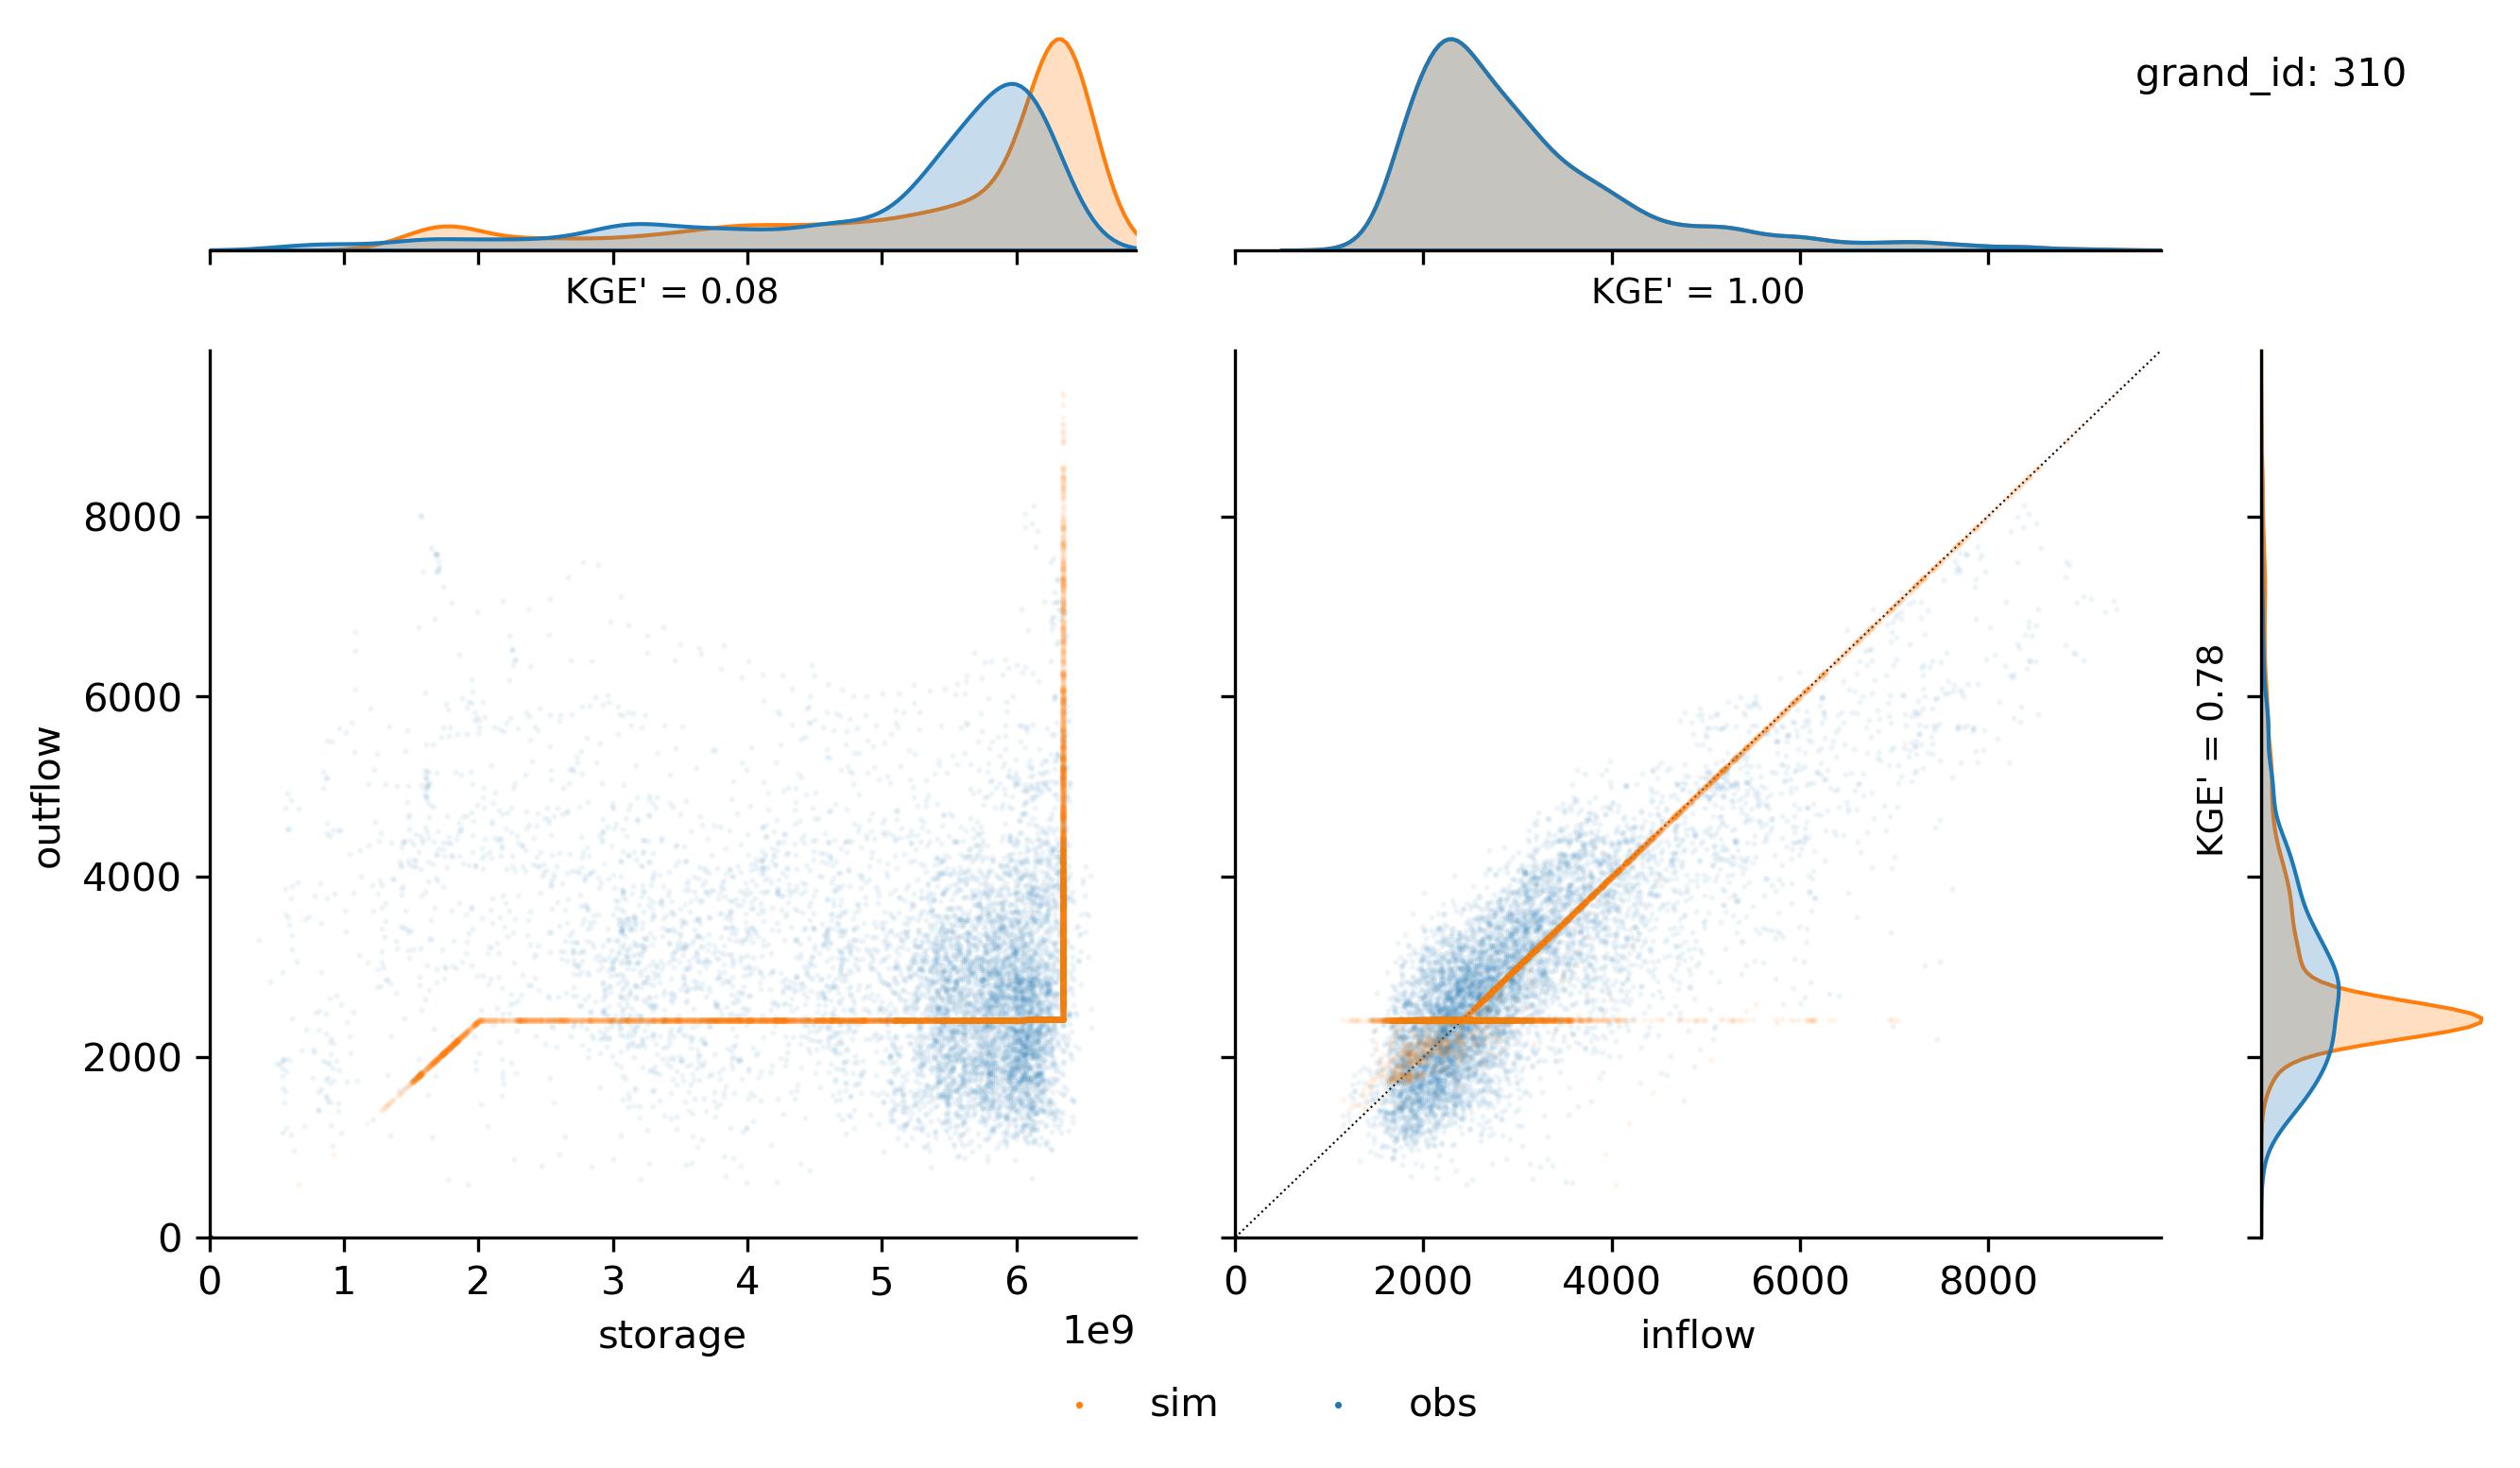 grand_id: 310
KGE' = 0.08
KGE' = 1.00
8000
6000
4000
2000
0
outflow
KGE' = 0.78
0 1 2 3 4 5 6
1e9
storage
0 2000 4000 6000 8000
inflow
sim obs